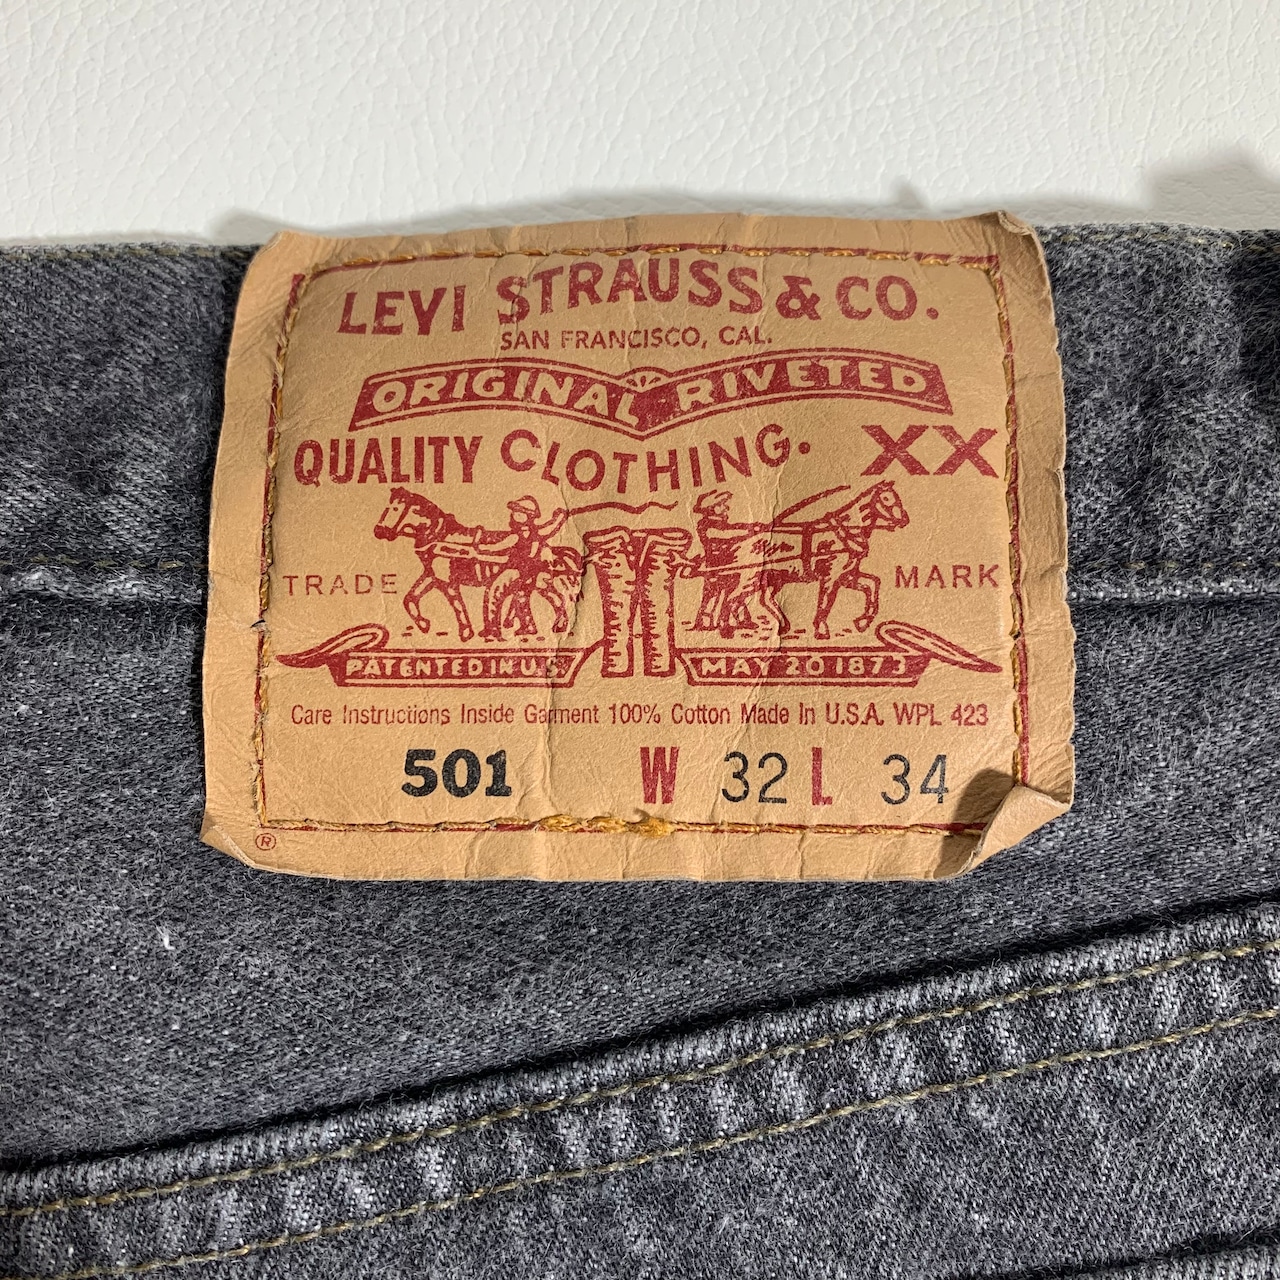 LEVI STRAUSS & CO.
SAN FRANCISCO, CAL.
ORIGINAL RIVETED
QUALITY CLOTHING. XX
TRADE MARK
PATENTED IN U.S. MAY 20 1873
Care Instructions Inside Garment 100% Cotton Made In U.S.A. WPL 423
501 W 32 L 34
®